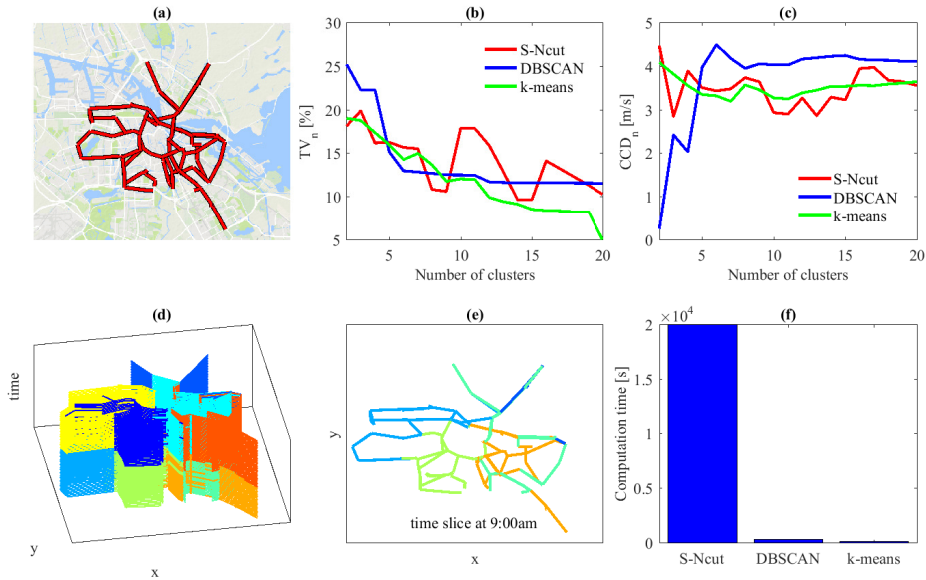 (a)
(b)
30
25
20
15
10
5
5
10
15
20
TV_n [%]
Number of clusters
S-Ncut
DBSCAN
k-means
(c)
5
4
3
2
1
0
5
10
15
20
CCD_n [m/s]
Number of clusters
S-Ncut
DBSCAN
k-means
(d)
time
y
x
(e)
y
time slice at 9:00am
x
(f)
×10^4
2
1.5
1
0.5
0
Computation time [s]
S-Ncut
DBSCAN
k-means